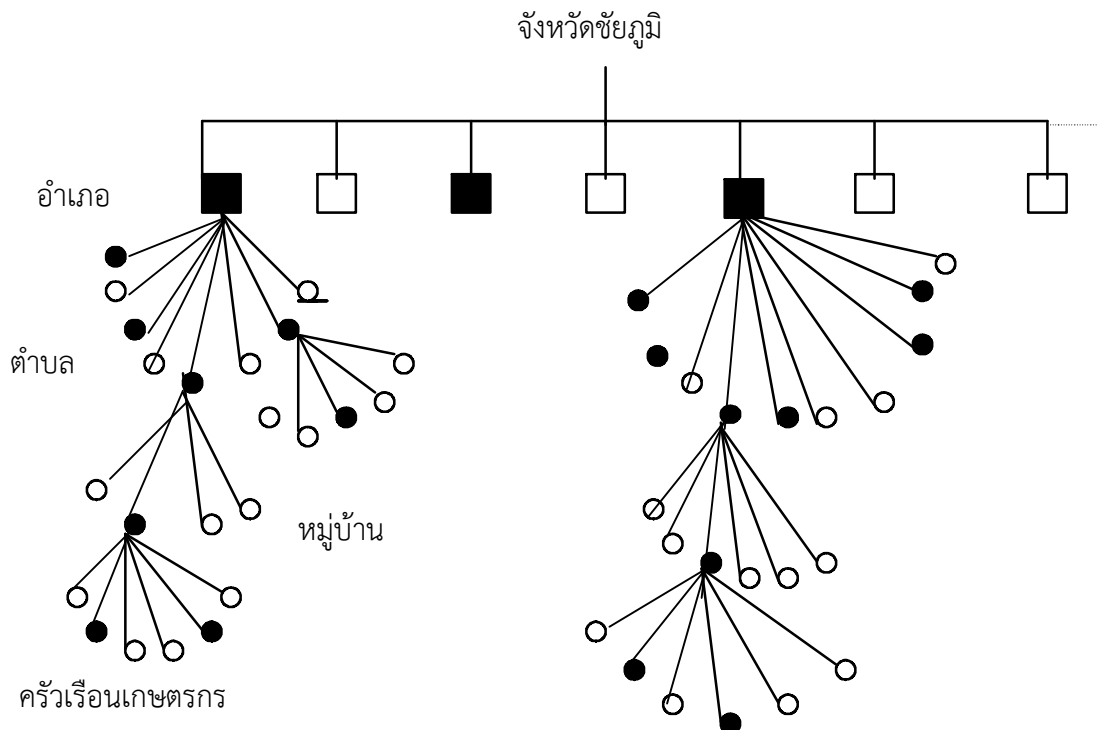 จังหวัดชัยภูมิ
อำเภอ
ตำบล
หมู่บ้าน
ครัวเรือนเกษตรกร